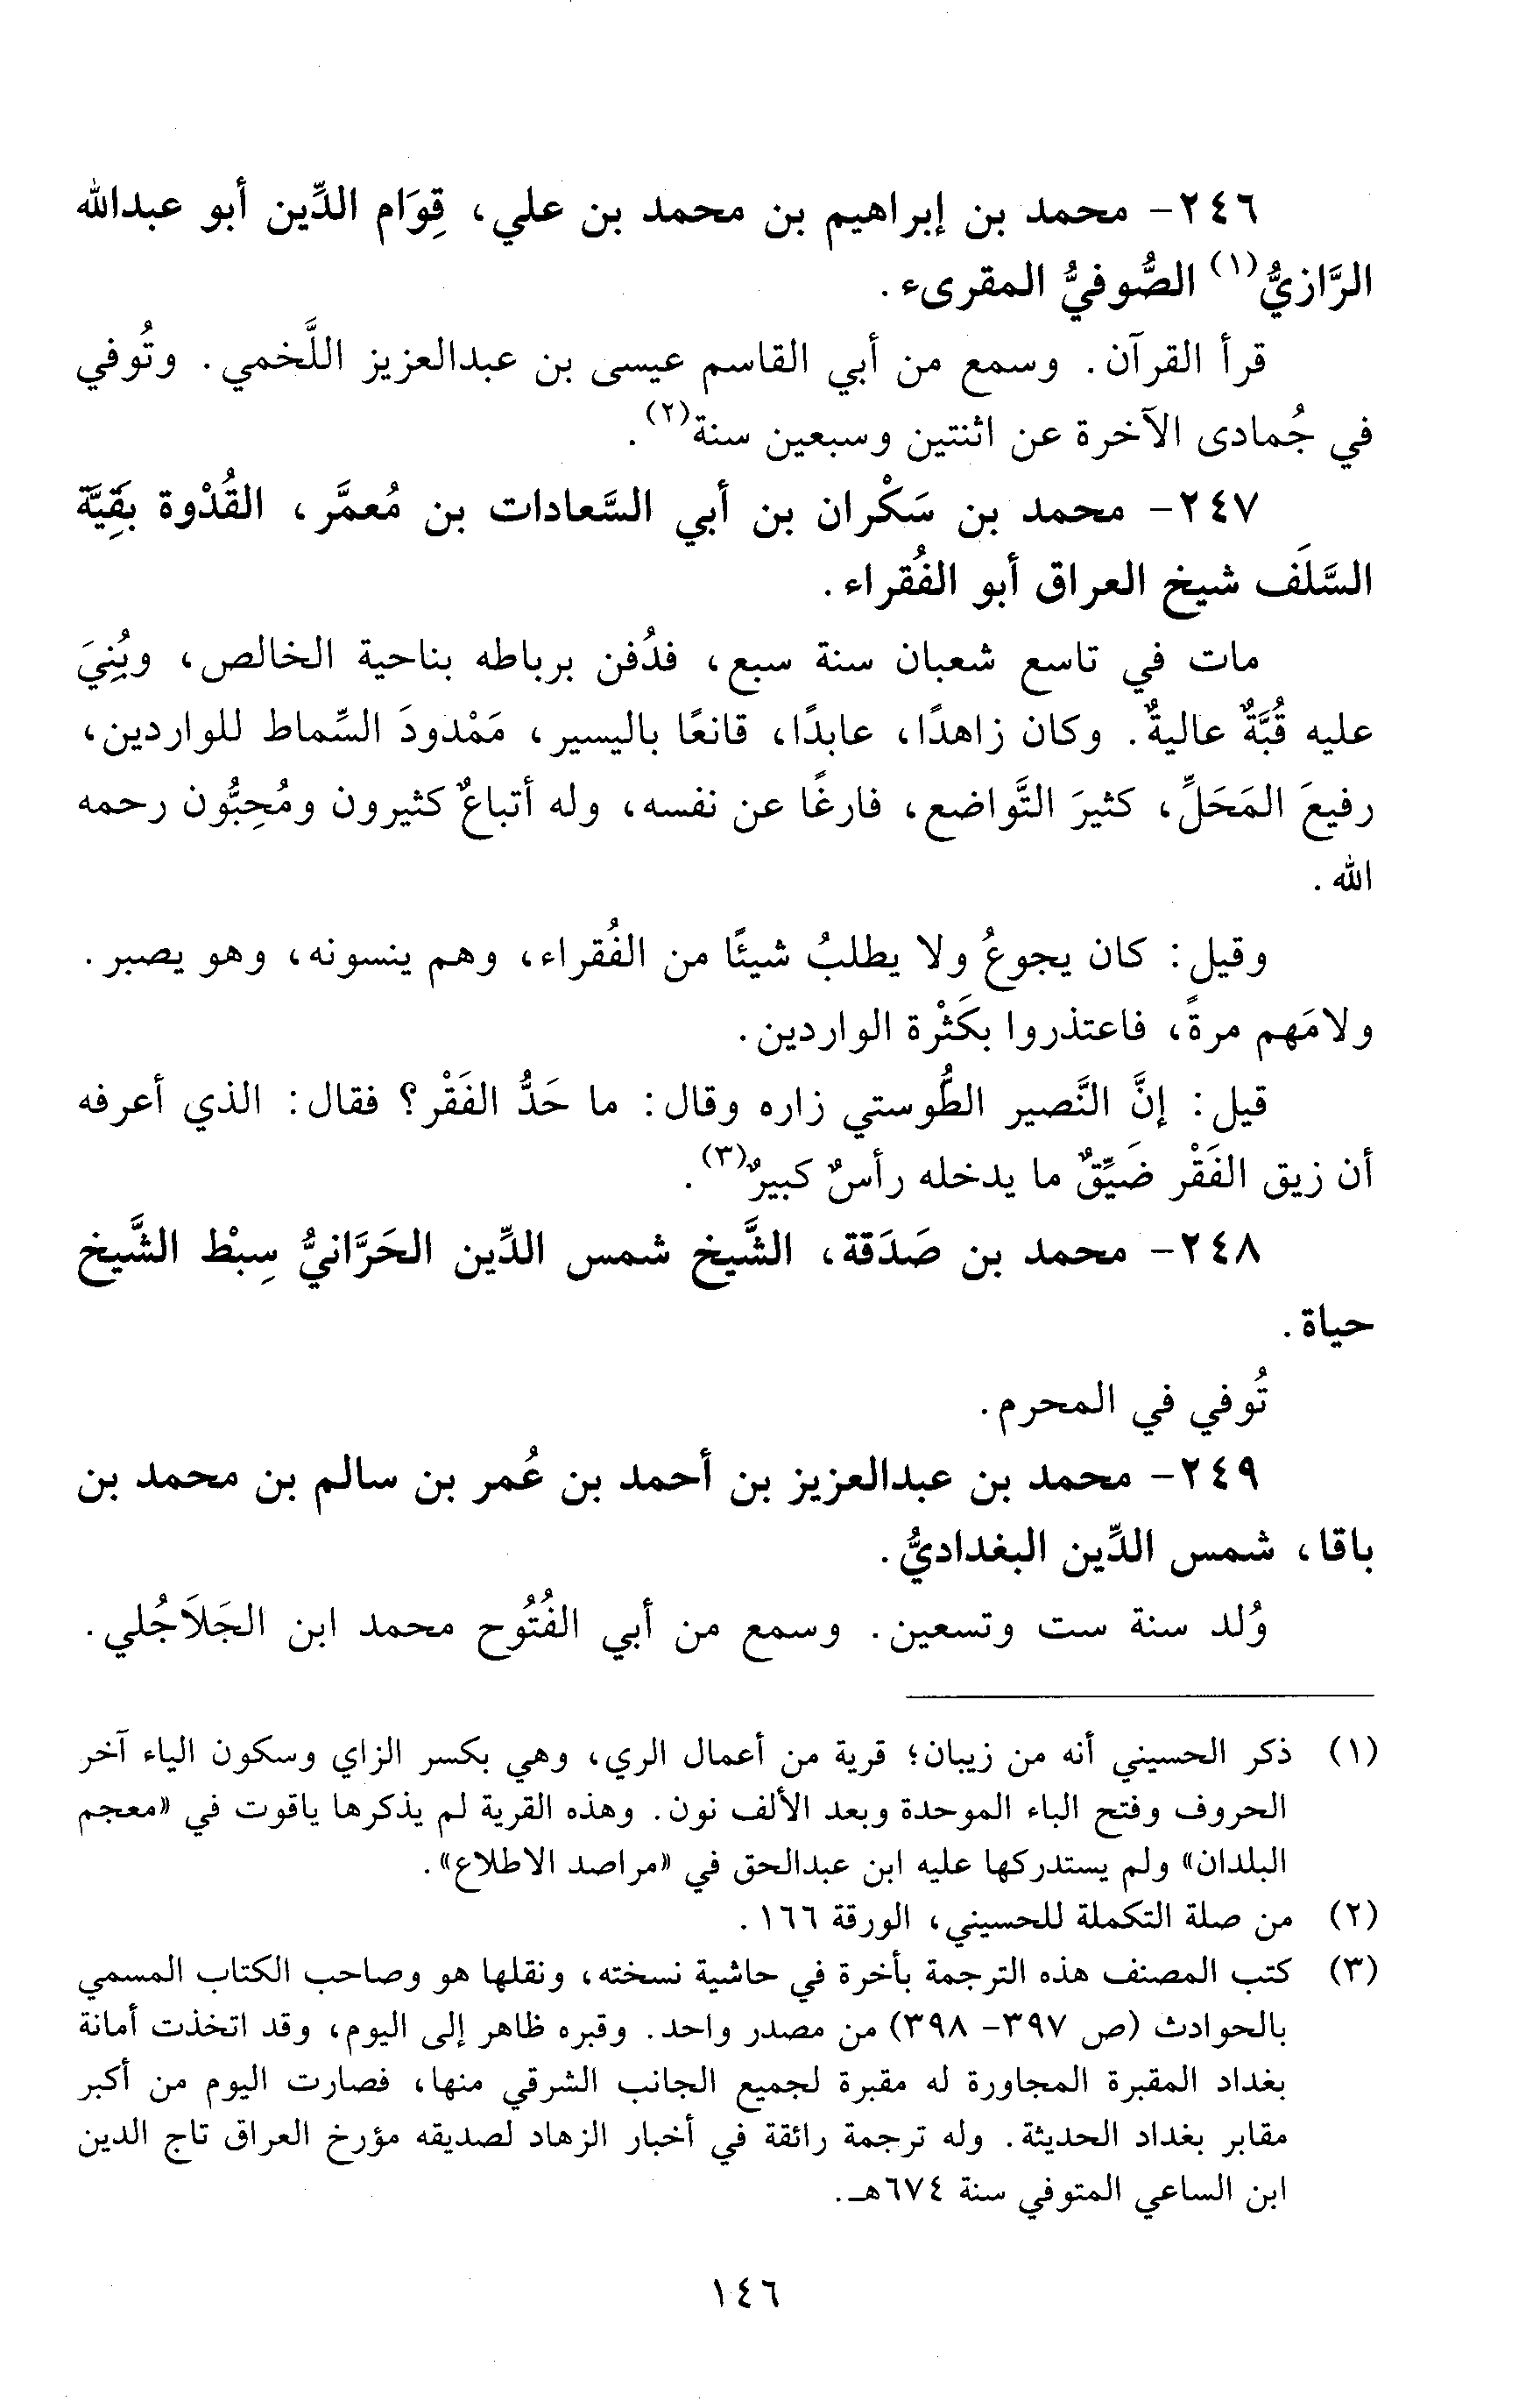 ٢٤٦- محمد بن إبراهيم بن محمد بن علي، قِوَام الدِّين أبو عبدالله
الرَّازيُّ(١) الصُّوفيُّ المقرىء.
قرأ القرآن. وسمع من أبي القاسم عيسى بن عبدالعزيز اللَّخمي. وتُوفي
في جُمادى الآخرة عن اثنتين وسبعين سنة(٢).
٢٤٧- محمد بن سَكْران بن أبي السَّعادات بن مُعمَّر، القُدْوة بقِيَّة
السَّلَف شيخ العراق أبو الفُقراء.
مات في تاسع شعبان سنة سبع، فدُفن برباطه بناحية الخالص، وبُنِيَ
عليه قُبَّةٌ عاليةٌ. وكان زاهدًا، عابدًا، قانعًا باليسير، مَمْدودَ السِّماط للواردين،
رفيعَ المَحَلِّ، كثيرَ التَّواضع، فارغًا عن نفسه، وله أتباعٌ كثيرون ومُحِبُّون رحمه
الله.
وقيل: كان يجوعُ ولا يطلبُ شيئًا من الفُقراء، وهم ينسونه، وهو يصبر.
ولامَهم مرةً، فاعتذروا بكَثْرة الواردين.
قيل: إنَّ النَّصير الطُّوستي زاره وقال: ما حَدُّ الفَقْر؟ فقال: الذي أعرفه
أن زيق الفَقْر ضَيِّقٌ ما يدخله رأسٌ كبيرٌ(٣).
٢٤٨- محمد بن صَدَقة، الشَّيخ شمس الدِّين الحَرَّانيُّ سِبْط الشَّيخ
حياة.
تُوفي في المحرم.
٢٤٩- محمد بن عبدالعزيز بن أحمد بن عُمر بن سالم بن محمد بن
باقا، شمس الدِّين البغداديُّ.
وُلد سنة ست وتسعين. وسمع من أبي الفُتُوح محمد ابن الجَلاَجُلي.
(١) ذكر الحسيني أنه من زيبان؛ قرية من أعمال الري، وهي بكسر الزاي وسكون الياء آخر
الحروف وفتح الباء الموحدة وبعد الألف نون. وهذه القرية لم يذكرها ياقوت في «معجم
البلدان» ولم يستدركها عليه ابن عبدالحق في «مراصد الاطلاع».
(٢) من صلة التكملة للحسيني، الورقة ١٦٦.
(٣) كتب المصنف هذه الترجمة بأخرة في حاشية نسخته، ونقلها هو وصاحب الكتاب المسمي
بالحوادث (ص ٣٩٧- ٣٩٨) من مصدر واحد. وقبره ظاهر إلى اليوم، وقد اتخذت أمانة
بغداد المقبرة المجاورة له مقبرة لجميع الجانب الشرقي منها، فصارت اليوم من أكبر
مقابر بغداد الحديثة. وله ترجمة رائقة في أخبار الزهاد لصديقه مؤرخ العراق تاج الدين
ابن الساعي المتوفي سنة ٦٧٤هـ.
١٤٦